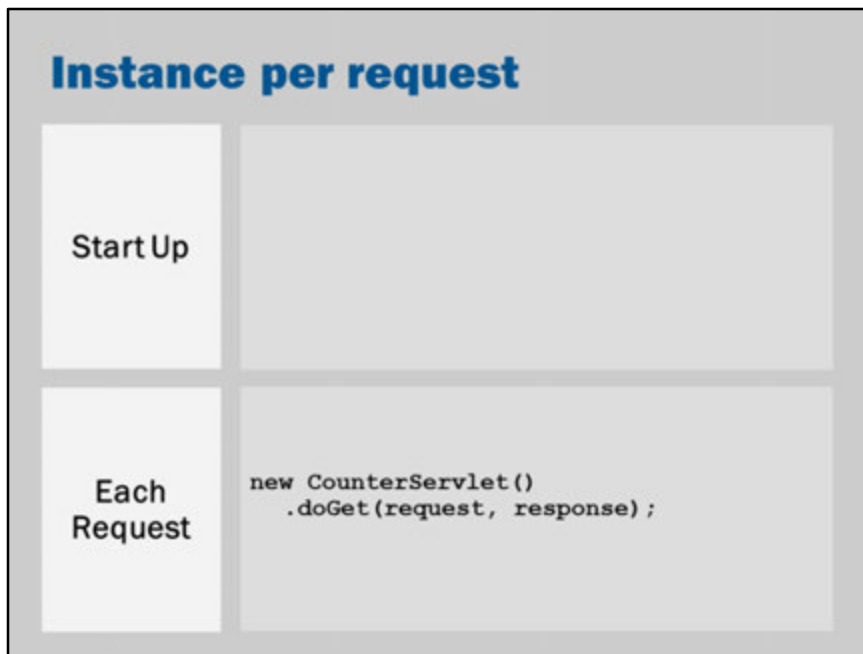 Instance per request
Start Up
Each
Request
new CounterServlet()
.doGet(request, response);